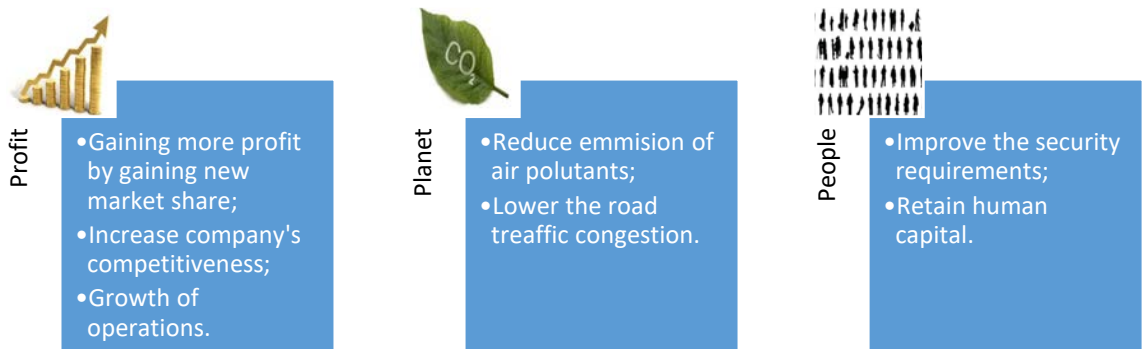 Profit
•Gaining more profit
by gaining new
market share;
•Increase company's
competitiveness;
•Growth of
operations.
CO2
Planet
•Reduce emmision of
air polutants;
•Lower the road
treaffic congestion.
People
•Improve the security
requirements;
•Retain human
capital.